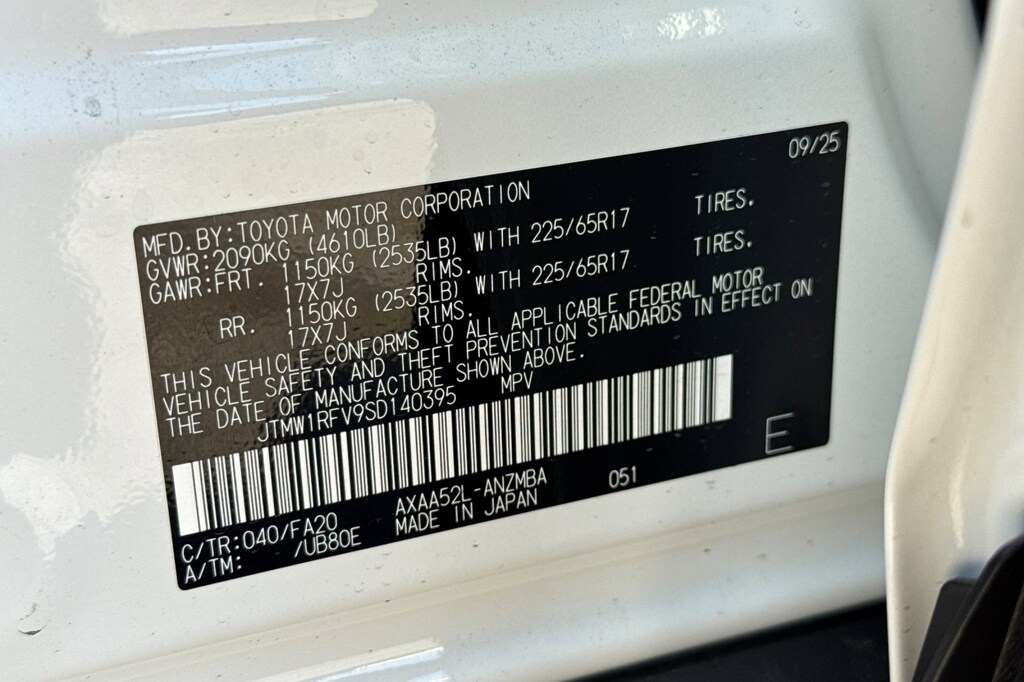 09/25
MFD.BY:TOYOTA MOTOR CORPORATION
GVWR:2090KG (4610LB)
GAWR:FRT. 1150KG (2535LB) WITH 225/65R17 TIRES.
17X7J RIMS.
RR. 1150KG (2535LB) WITH 225/65R17 TIRES.
17X7J RIMS.
THIS VEHICLE CONFORMS TO ALL APPLICABLE FEDERAL MOTOR
VEHICLE SAFETY AND THEFT PREVENTION STANDARDS IN EFFECT ON
THE DATE OF MANUFACTURE SHOWN ABOVE.
JTMW1RFV9SD140395 MPV
E
C/TR:040/FA20 AXAA52L-ANZMBA 051
A/TM: /UB80E MADE IN JAPAN